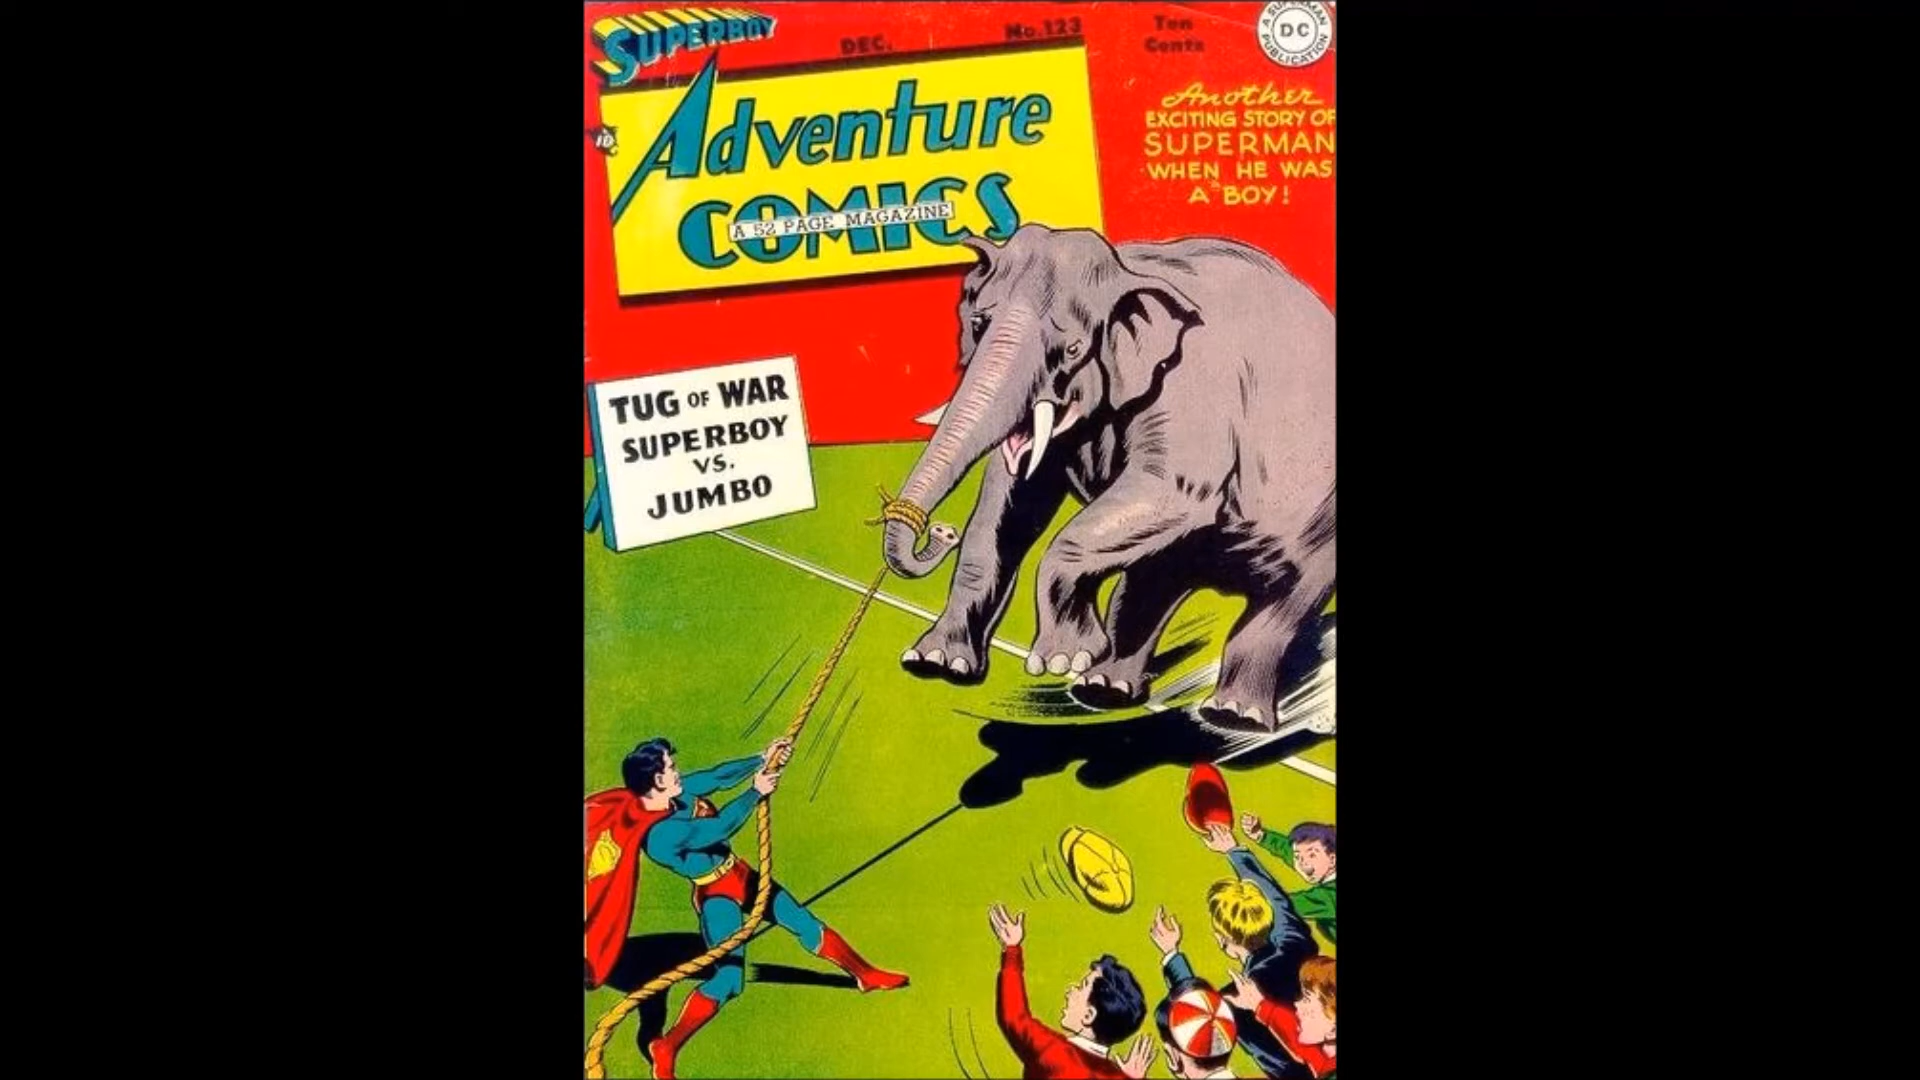 SUPERBOY
DEC.
No.123
Ten
Cents
A SUPERMAN
DC
PUBLICATION
Adventure
COMICS
A 52 PAGE MAGAZINE
10
Another
EXCITING STORY OF
SUPERMAN
WHEN HE WAS
A BOY!
TUG OF WAR
SUPERBOY
VS.
JUMBO